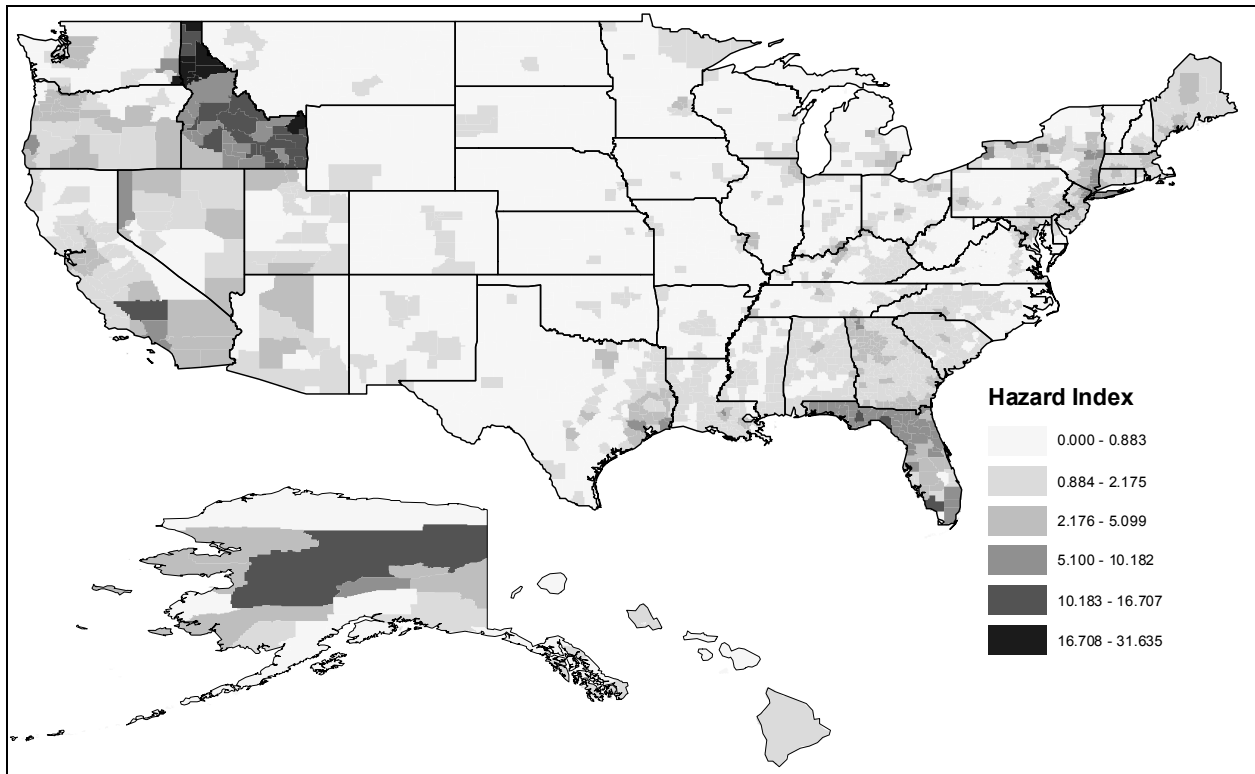 Hazard Index
0.000 - 0.883
0.884 - 2.175
2.176 - 5.099
5.100 - 10.182
10.183 - 16.707
16.708 - 31.635